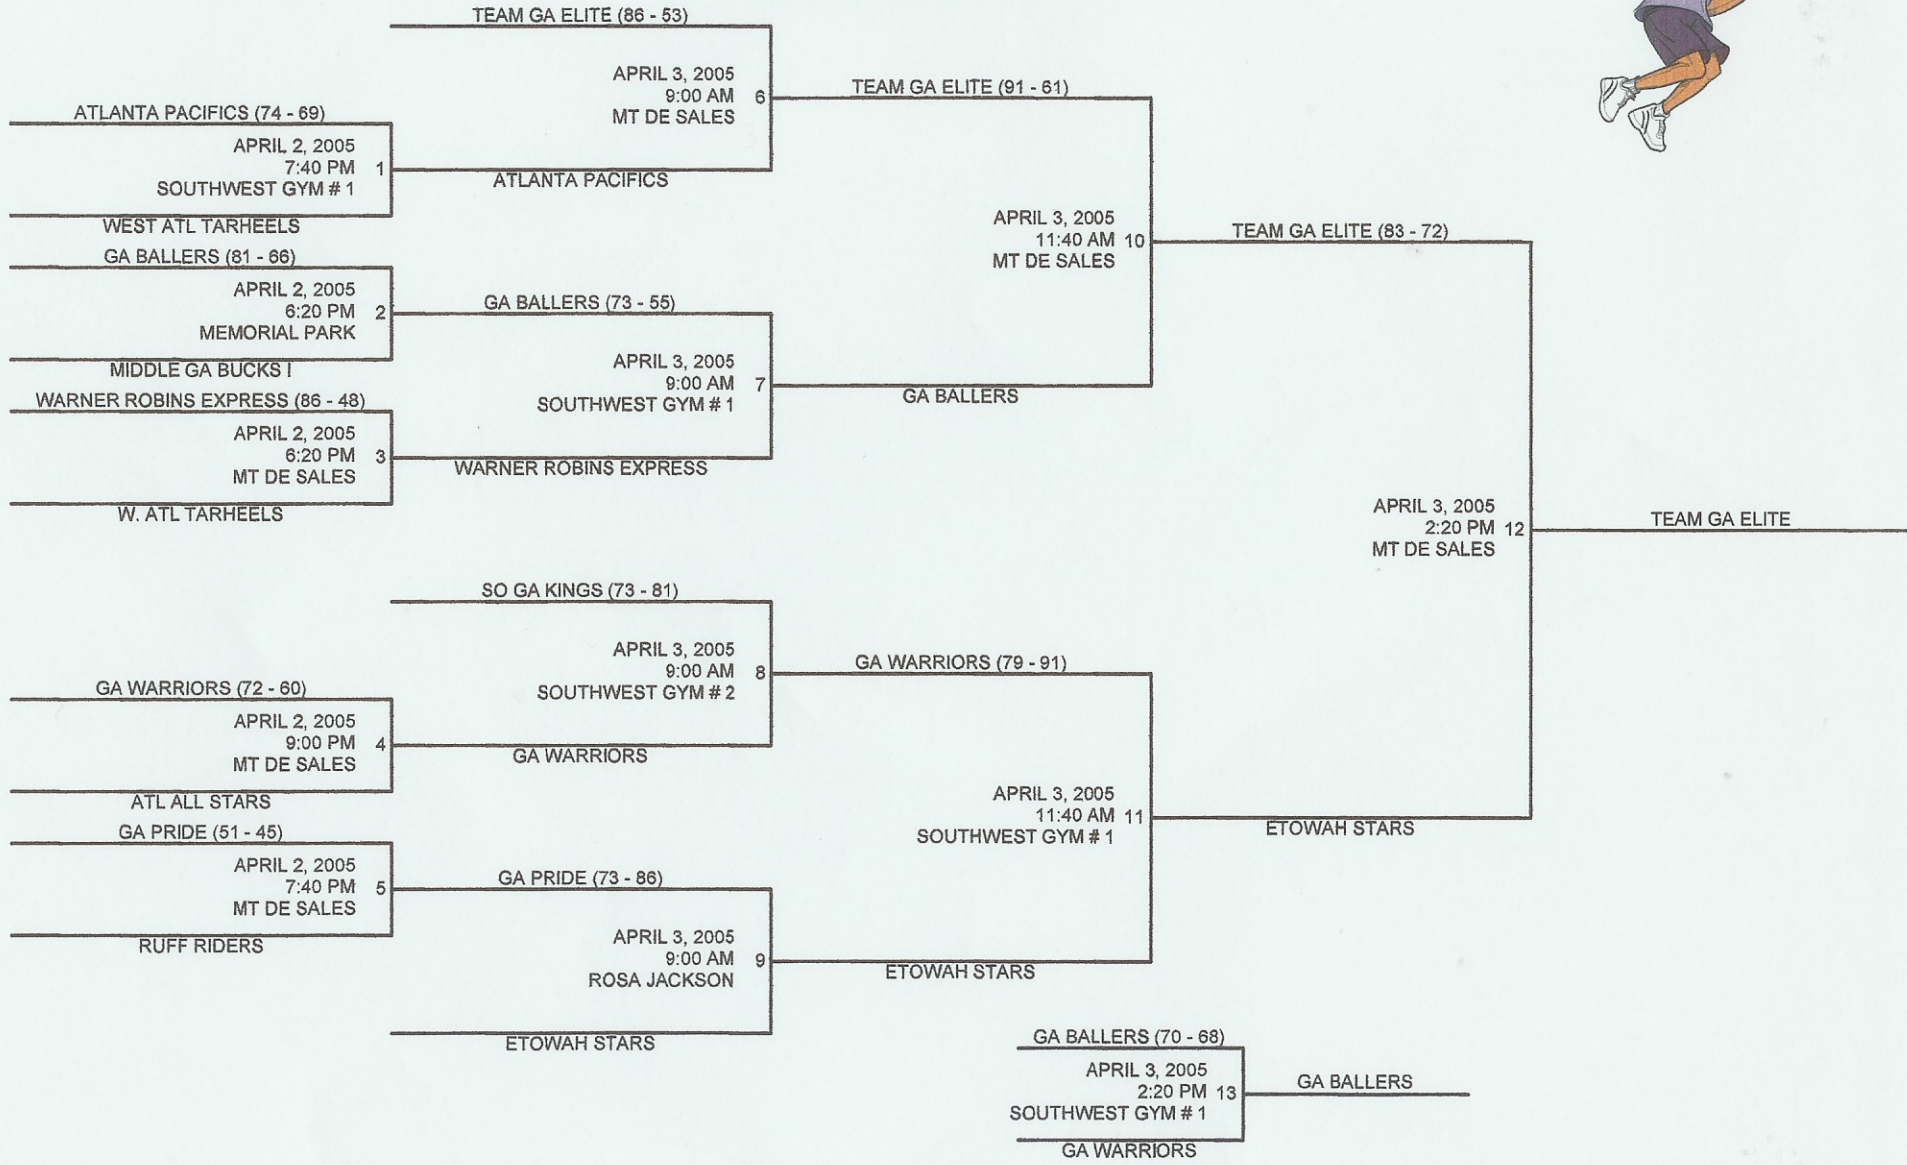 TEAM GA ELITE (86 - 53)
APRIL 3, 2005
9:00 AM 6
MT DE SALES
TEAM GA ELITE (91 - 61)
ATLANTA PACIFICS (74 - 69)
APRIL 2, 2005
7:40 PM 1
SOUTHWEST GYM # 1
ATLANTA PACIFICS
WEST ATL TARHEELS
GA BALLERS (81 - 66)
APRIL 2, 2005
6:20 PM 2
MEMORIAL PARK
MIDDLE GA BUCKS I
GA BALLERS (73 - 55)
APRIL 3, 2005
9:00 AM 7
SOUTHWEST GYM # 1
GA BALLERS
APRIL 3, 2005
11:40 AM 10
MT DE SALES
TEAM GA ELITE (83 - 72)
WARNER ROBINS EXPRESS (86 - 48)
APRIL 2, 2005
6:20 PM 3
MT DE SALES
WARNER ROBINS EXPRESS
W. ATL TARHEELS
APRIL 3, 2005
2:20 PM 12
MT DE SALES
TEAM GA ELITE
SO GA KINGS (73 - 81)
APRIL 3, 2005
9:00 AM 8
SOUTHWEST GYM # 2
GA WARRIORS (79 - 91)
GA WARRIORS (72 - 60)
APRIL 2, 2005
9:00 PM 4
MT DE SALES
GA WARRIORS
ATL ALL STARS
APRIL 3, 2005
11:40 AM 11
SOUTHWEST GYM # 1
ETOWAH STARS
GA PRIDE (51 - 45)
APRIL 2, 2005
7:40 PM 5
MT DE SALES
RUFF RIDERS
GA PRIDE (73 - 86)
APRIL 3, 2005
9:00 AM 9
ROSA JACKSON
ETOWAH STARS
ETOWAH STARS
GA BALLERS (70 - 68)
APRIL 3, 2005
2:20 PM 13
SOUTHWEST GYM # 1
GA BALLERS
GA WARRIORS